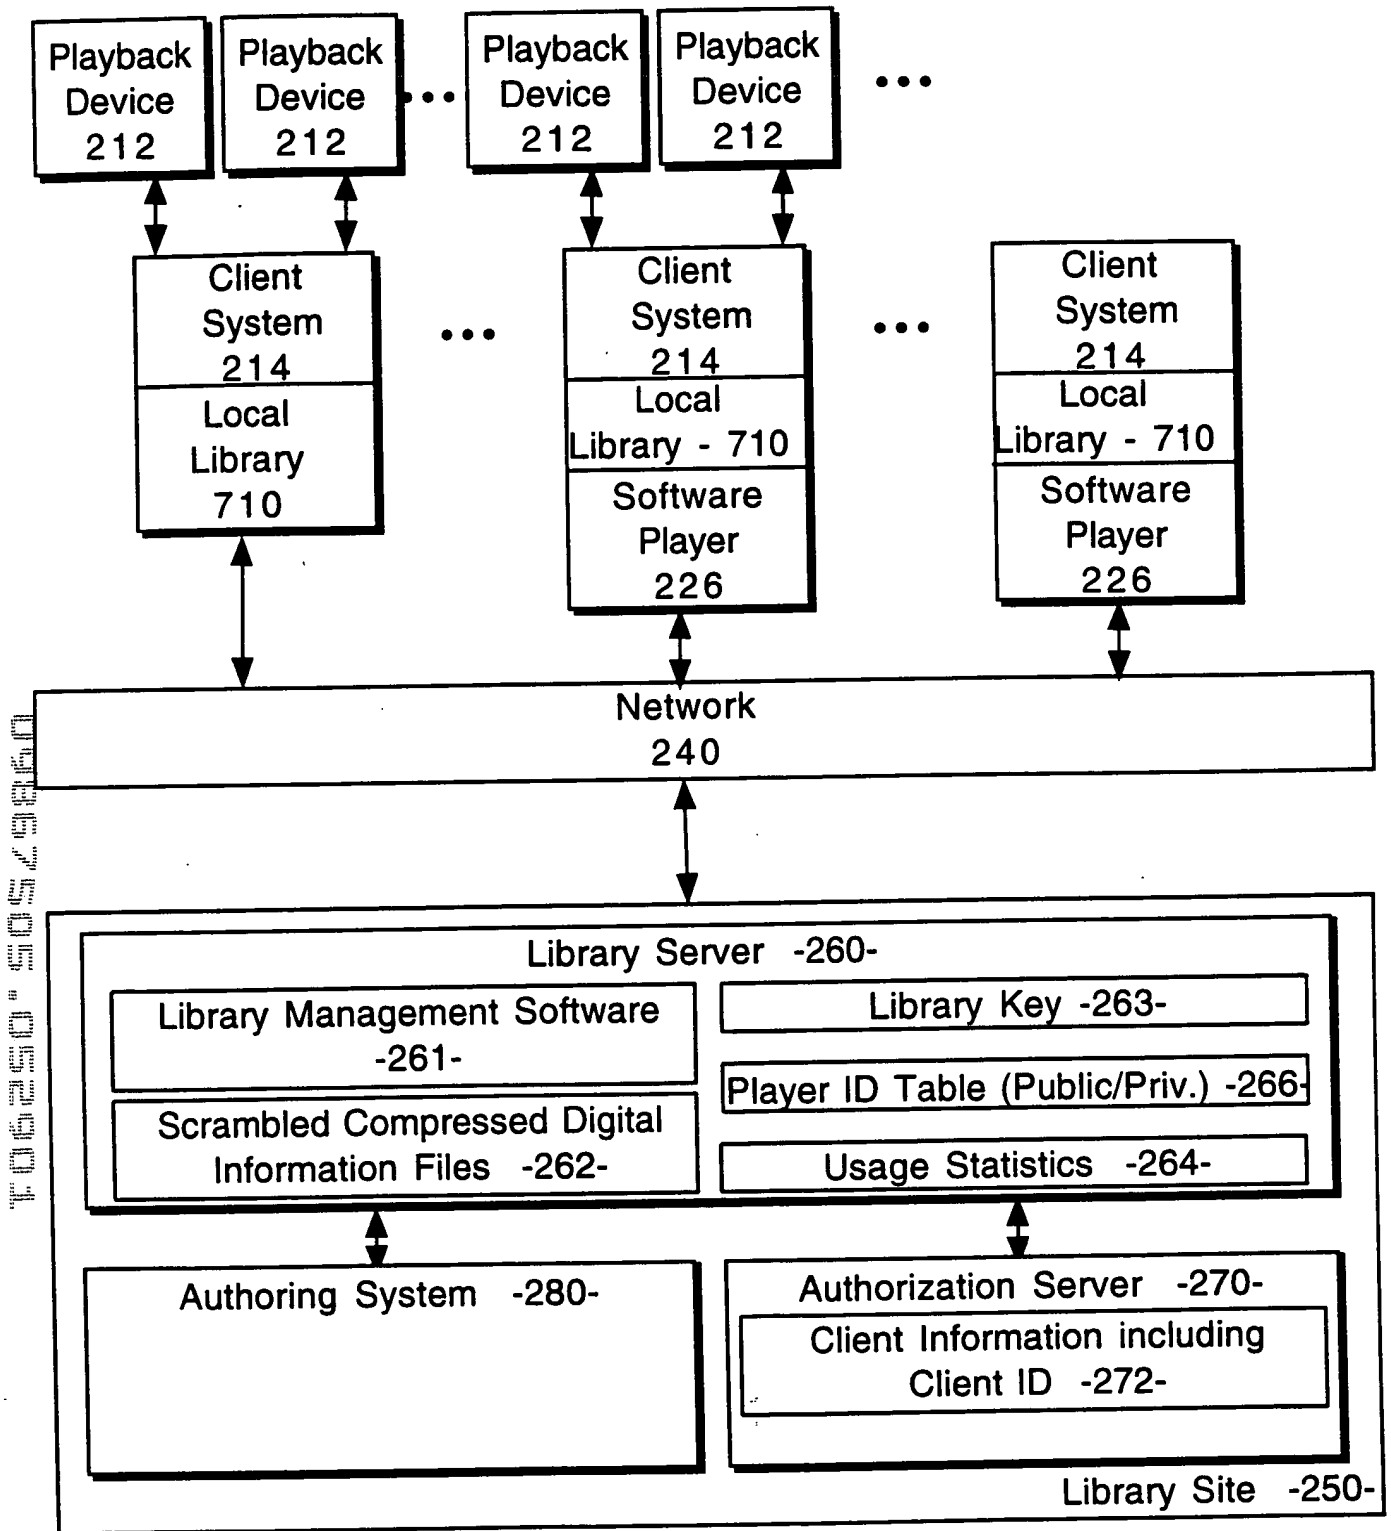 Playback
Device
212
Playback
Device
212
Playback
Device
212
Playback
Device
212
Client
System
214
Local
Library
710
Client
System
214
Local
Library - 710
Software
Player
226
Client
System
214
Local
Library - 710
Software
Player
226
Network
240
Library Server -260-
Library Management Software
-261-
Scrambled Compressed Digital
Information Files -262-
Library Key -263-
Player ID Table (Public/Priv.) -266-
Usage Statistics -264-
Authoring System -280-
Authorization Server -270-
Client Information including
Client ID -272-
Library Site -250-
09867505.052901